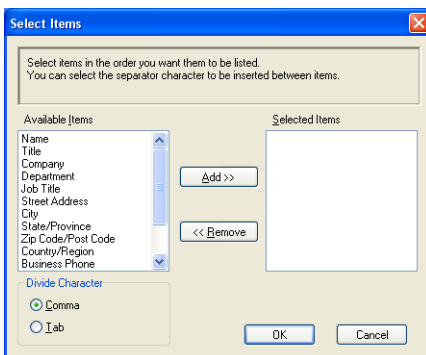 Select Items
Select items in the order you want them to be listed.
You can select the separator character to be inserted between items.
Available Items
Selected Items
Name
Title
Company
Department
Job Title
Street Address
City
State/Province
Zip Code/Post Code
Country/Region
Business Phone
Add >>
<< Remove
Divide Character
Comma
Tab
OK
Cancel